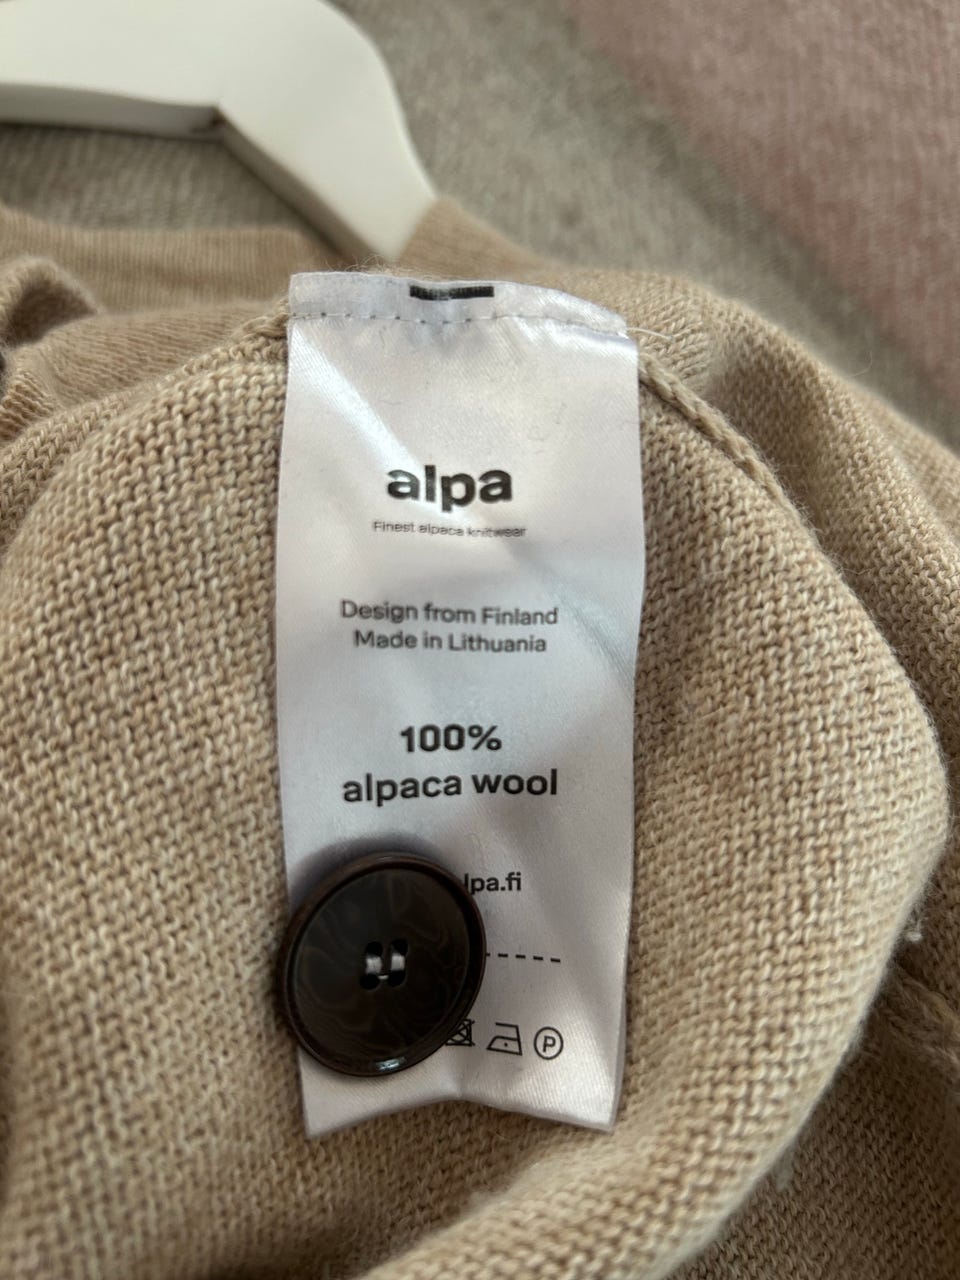 alpa
Finest alpaca knitwear
Design from Finland
Made in Lithuania
100%
alpaca wool
lpa.fi
P